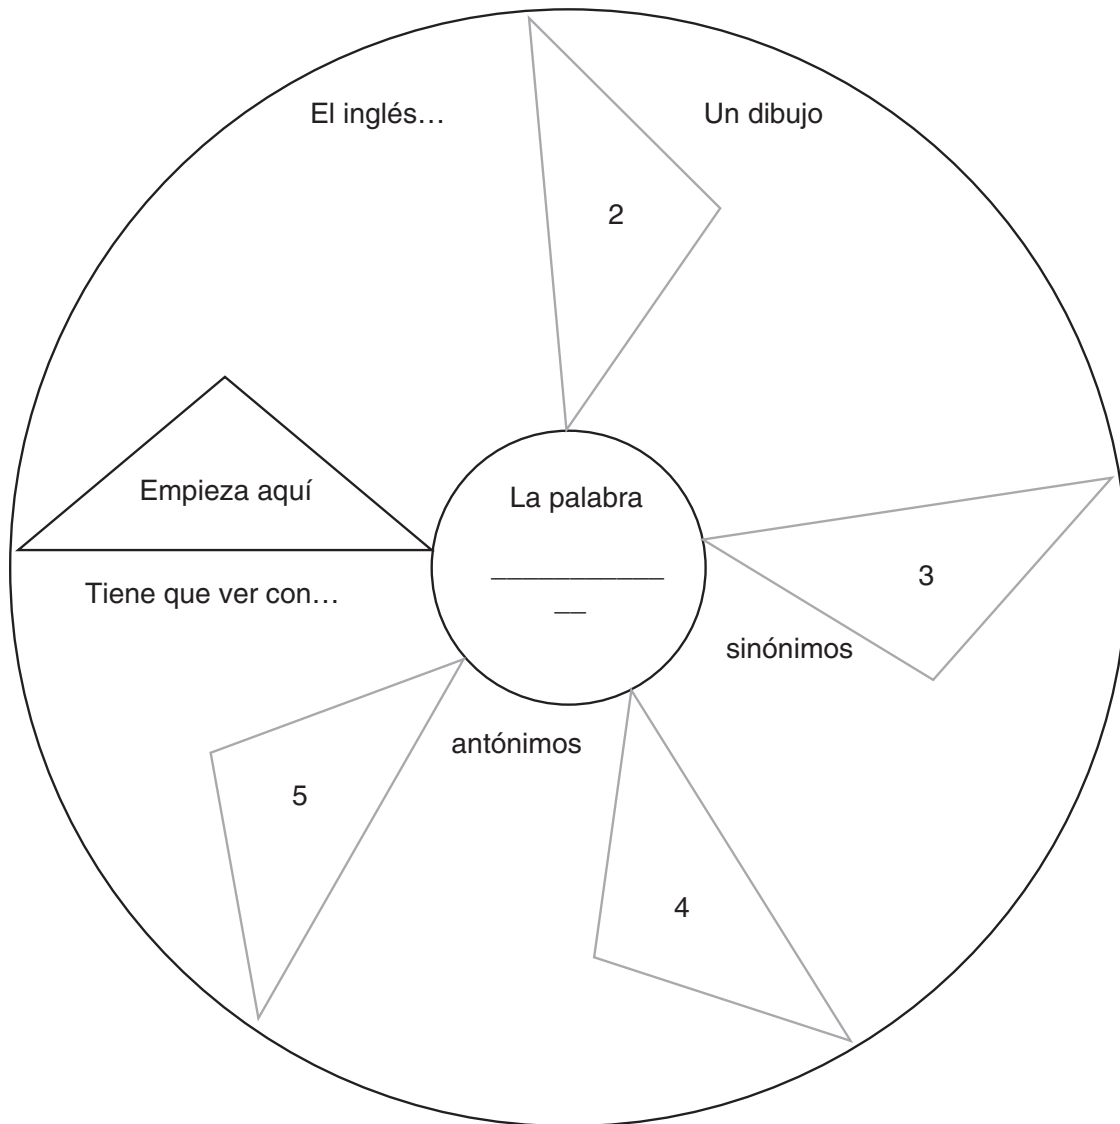 El inglés…
Un dibujo
2
Empieza aquí
La palabra
___________
__
3
Tiene que ver con…
sinónimos
antónimos
5
4